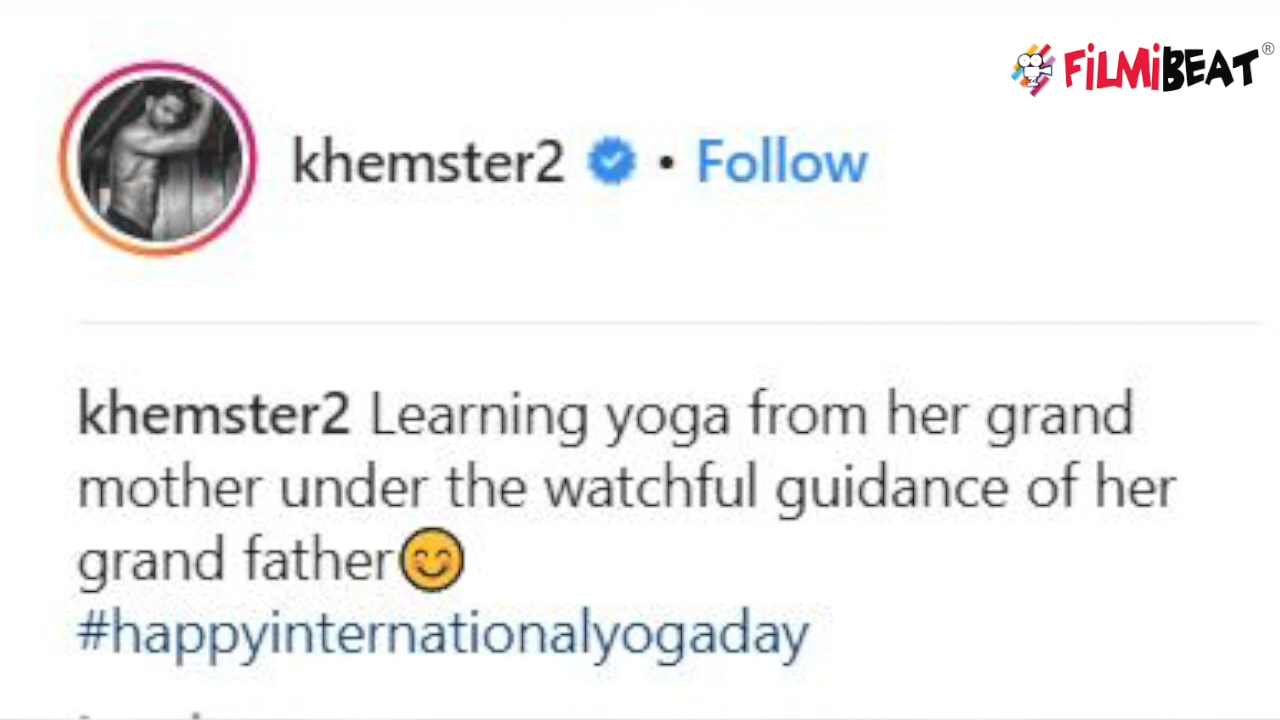 FiLMiBEAT®
khemster2 • Follow
khemster2 Learning yoga from her grand
mother under the watchful guidance of her
grand father😊
#happyinternationalyogaday